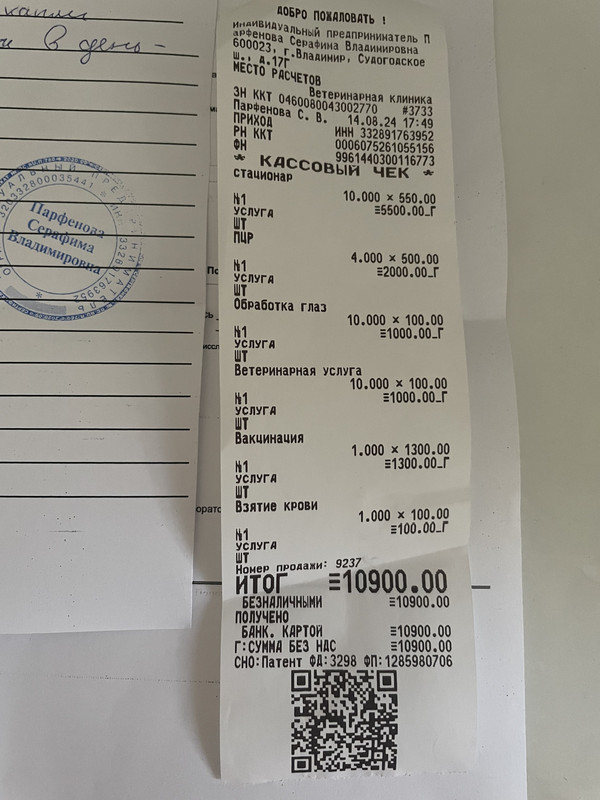 капли
в день -
ДОБРО ПОЖАЛОВАТЬ !
Индивидуальный предприниматель П
арфенова Серафина Владимировна
600023, г.Владимир, Судогодское
ш., д.17Г
МЕСТО РАСЧЕТОВ
Ветеринарная клиника
ЗН ККТ 0460080043002770 #3733
Парфенова С. В. 14.08.24 17:49
ПРИХОД ИНН 332891763952
РН ККТ 0006075261055156
ФН 9961440300116773
* КАССОВЫЙ ЧЕК *
стационар
10.000 × 550.00
№1 ≡5500.00_Г
УСЛУГА
ШТ
ПЦР
4.000 × 500.00
№1 ≡2000.00_Г
УСЛУГА
ШТ
Обработка глаз
10.000 × 100.00
№1 ≡1000.00_Г
УСЛУГА
ШТ
Ветеринарная услуга
10.000 × 100.00
№1 ≡1000.00_Г
УСЛУГА
ШТ
Вакцинация
1.000 × 1300.00
№1 ≡1300.00_Г
УСЛУГА
ШТ
Взятие крови
1.000 × 100.00
№1 ≡100.00_Г
УСЛУГА
ШТ
Номер продажи: 9237
ИТОГ ≡10900.00
БЕЗНАЛИЧНЫМИ ≡10900.00
ПОЛУЧЕНО
БАНК. КАРТОЙ ≡10900.00
Г:СУММА БЕЗ НДС ≡10900.00
СНО:Патент ФД:3298 ФП:1285980706
Парфенова
Серафима
Владимировна
332891763952